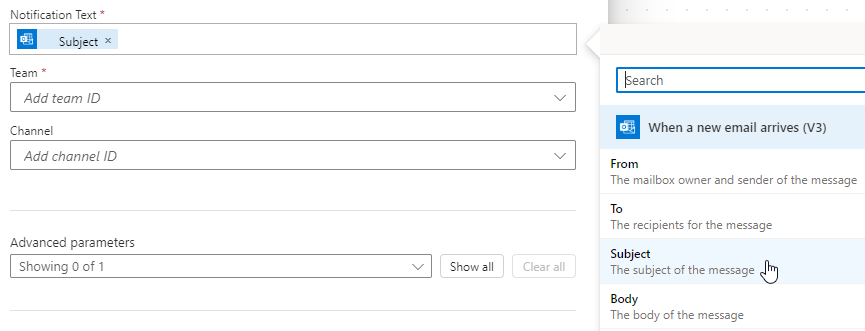 Notification Text *
Subject ×
Team *
Add team ID
Channel
Add channel ID
Advanced parameters
Showing 0 of 1
Show all
Clear all
Search
When a new email arrives (V3)
From
The mailbox owner and sender of the message
To
The recipients for the message
Subject
The subject of the message
Body
The body of the message